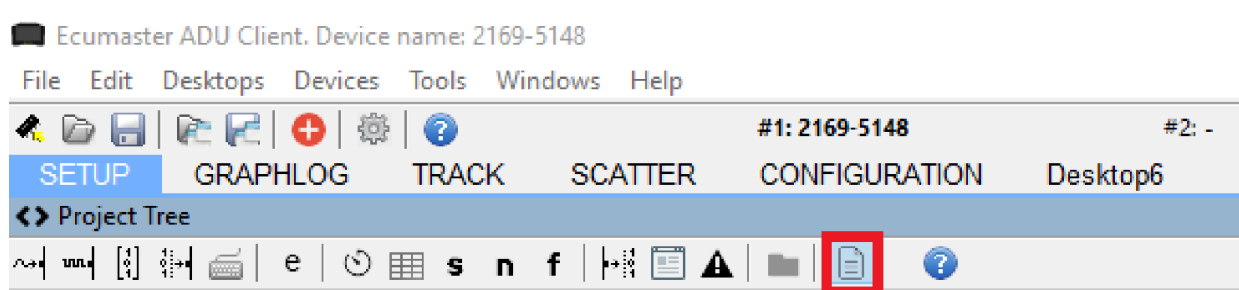 Ecumaster ADU Client. Device name: 2169-5148
File Edit Desktops Devices Tools Windows Help
#1: 2169-5148 #2: -
SETUP GRAPHLOG TRACK SCATTER CONFIGURATION Desktop6
Project Tree
e s n f